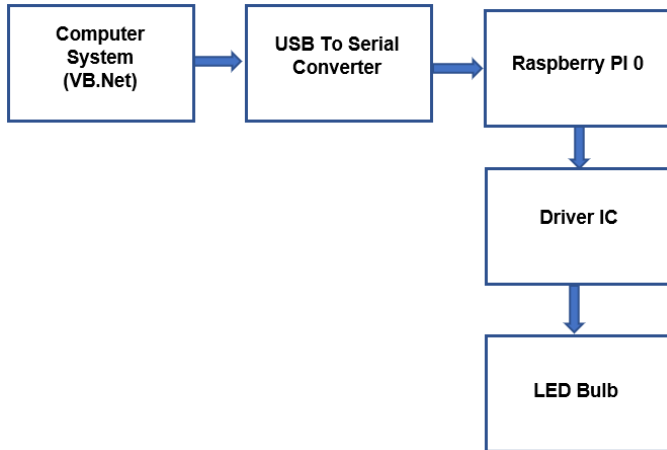 Computer
System
(VB.Net)
USB To Serial
Converter
Raspberry PI 0
Driver IC
LED Bulb